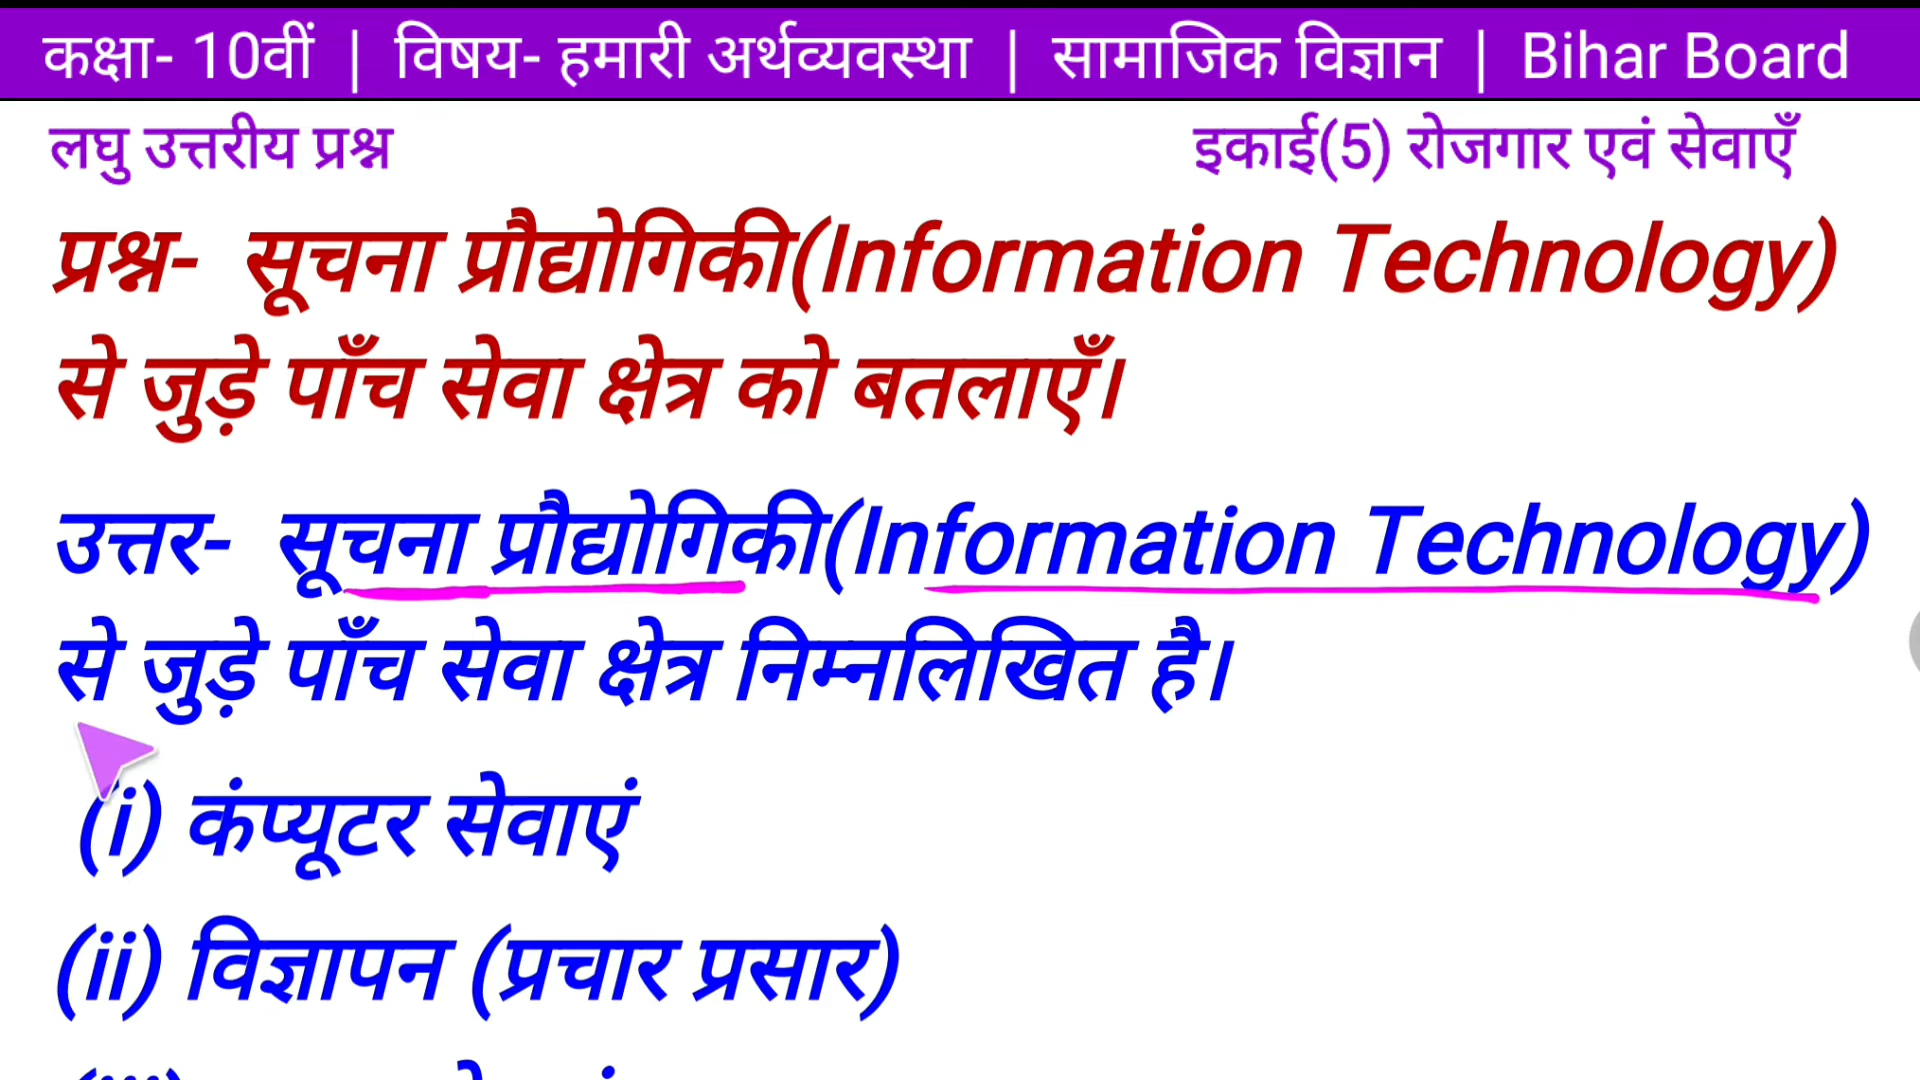 कक्षा- 10वीं | विषय- हमारी अर्थव्यवस्था | सामाजिक विज्ञान | Bihar Board
लघु उत्तरीय प्रश्न इकाई(5) रोजगार एवं सेवाएँ
प्रश्न- सूचना प्रौद्योगिकी(Information Technology)
से जुड़े पाँच सेवा क्षेत्र को बतलाएँ।
उत्तर- सूचना प्रौद्योगिकी(Information Technology)
से जुड़े पाँच सेवा क्षेत्र निम्नलिखित है।
(i) कंप्यूटर सेवाएं
(ii) विज्ञापन (प्रचार प्रसार)